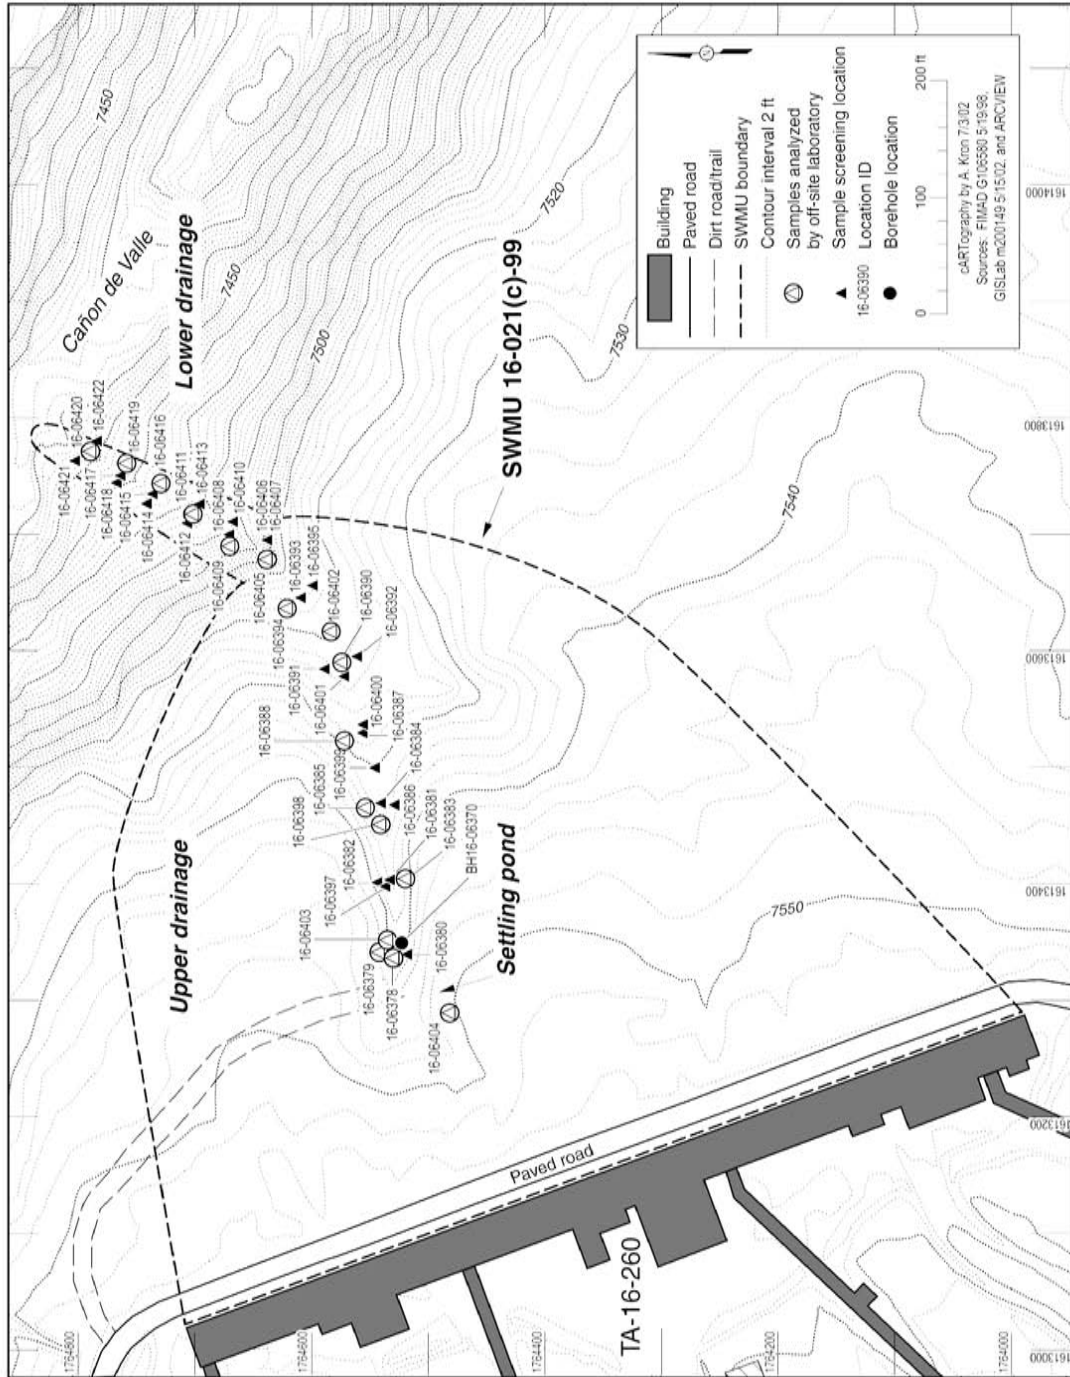 7450
Cañon de Valle
Lower drainage
7450
7500
7520
SWMU 16-021(c)-99
7530
7540
7550
Upper drainage
Settling pond
Paved road
TA-16-260
16-06420
16-06422
16-06421
16-06417
16-06419
16-06418
16-06416
16-06415
16-06414
16-06411
16-06413
16-06412
16-06408
16-06410
16-06409
16-06406
16-06407
16-06405
16-06393
16-06395
16-06394
16-06402
16-06390
16-06392
16-06391
16-06401
16-06400
16-06388
16-06387
16-06399
16-06384
16-06385
16-06398
16-06386
16-06381
16-06383
16-06382
16-06397
BH16-06370
16-06403
16-06380
16-06379
16-06378
16-06404
Building
Paved road
Dirt road/trail
SWMU boundary
Contour interval 2 ft
Samples analyzed
by off-site laboratory
Sample screening location
16-06390 Location ID
Borehole location
N
0 100 200 ft
cARTography by A. Kron 7/3/02
Sources: FIMAD G106580 5/19/98,
GISLab m200149 5/15/02, and ARCVIEW
1764800
1764600
1764400
1764200
1764000
1613000
1613200
1613400
1613600
1613800
1614000